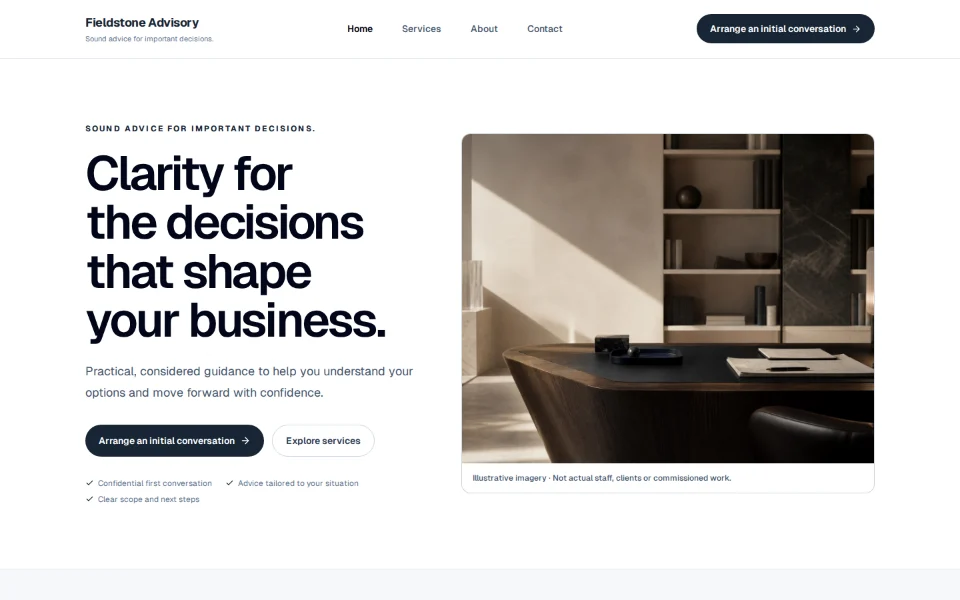 Fieldstone Advisory
Sound advice for important decisions.
Home Services About Contact
Arrange an initial conversation →
SOUND ADVICE FOR IMPORTANT DECISIONS.
Clarity for
the decisions
that shape
your business.
Practical, considered guidance to help you understand your
options and move forward with confidence.
Arrange an initial conversation →
Explore services
✓ Confidential first conversation ✓ Advice tailored to your situation
✓ Clear scope and next steps
Illustrative imagery · Not actual staff, clients or commissioned work.